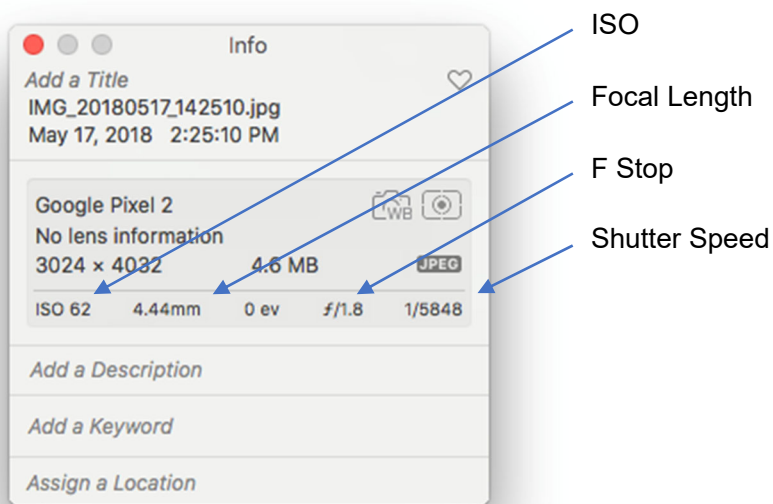 Info
Add a Title
IMG_20180517_142510.jpg
May 17, 2018 2:25:10 PM
Google Pixel 2
WB
No lens information
3024 × 4032 4.6 MB JPEG
ISO 62 4.44mm 0 ev ƒ/1.8 1/5848
Add a Description
Add a Keyword
Assign a Location
ISO
Focal Length
F Stop
Shutter Speed